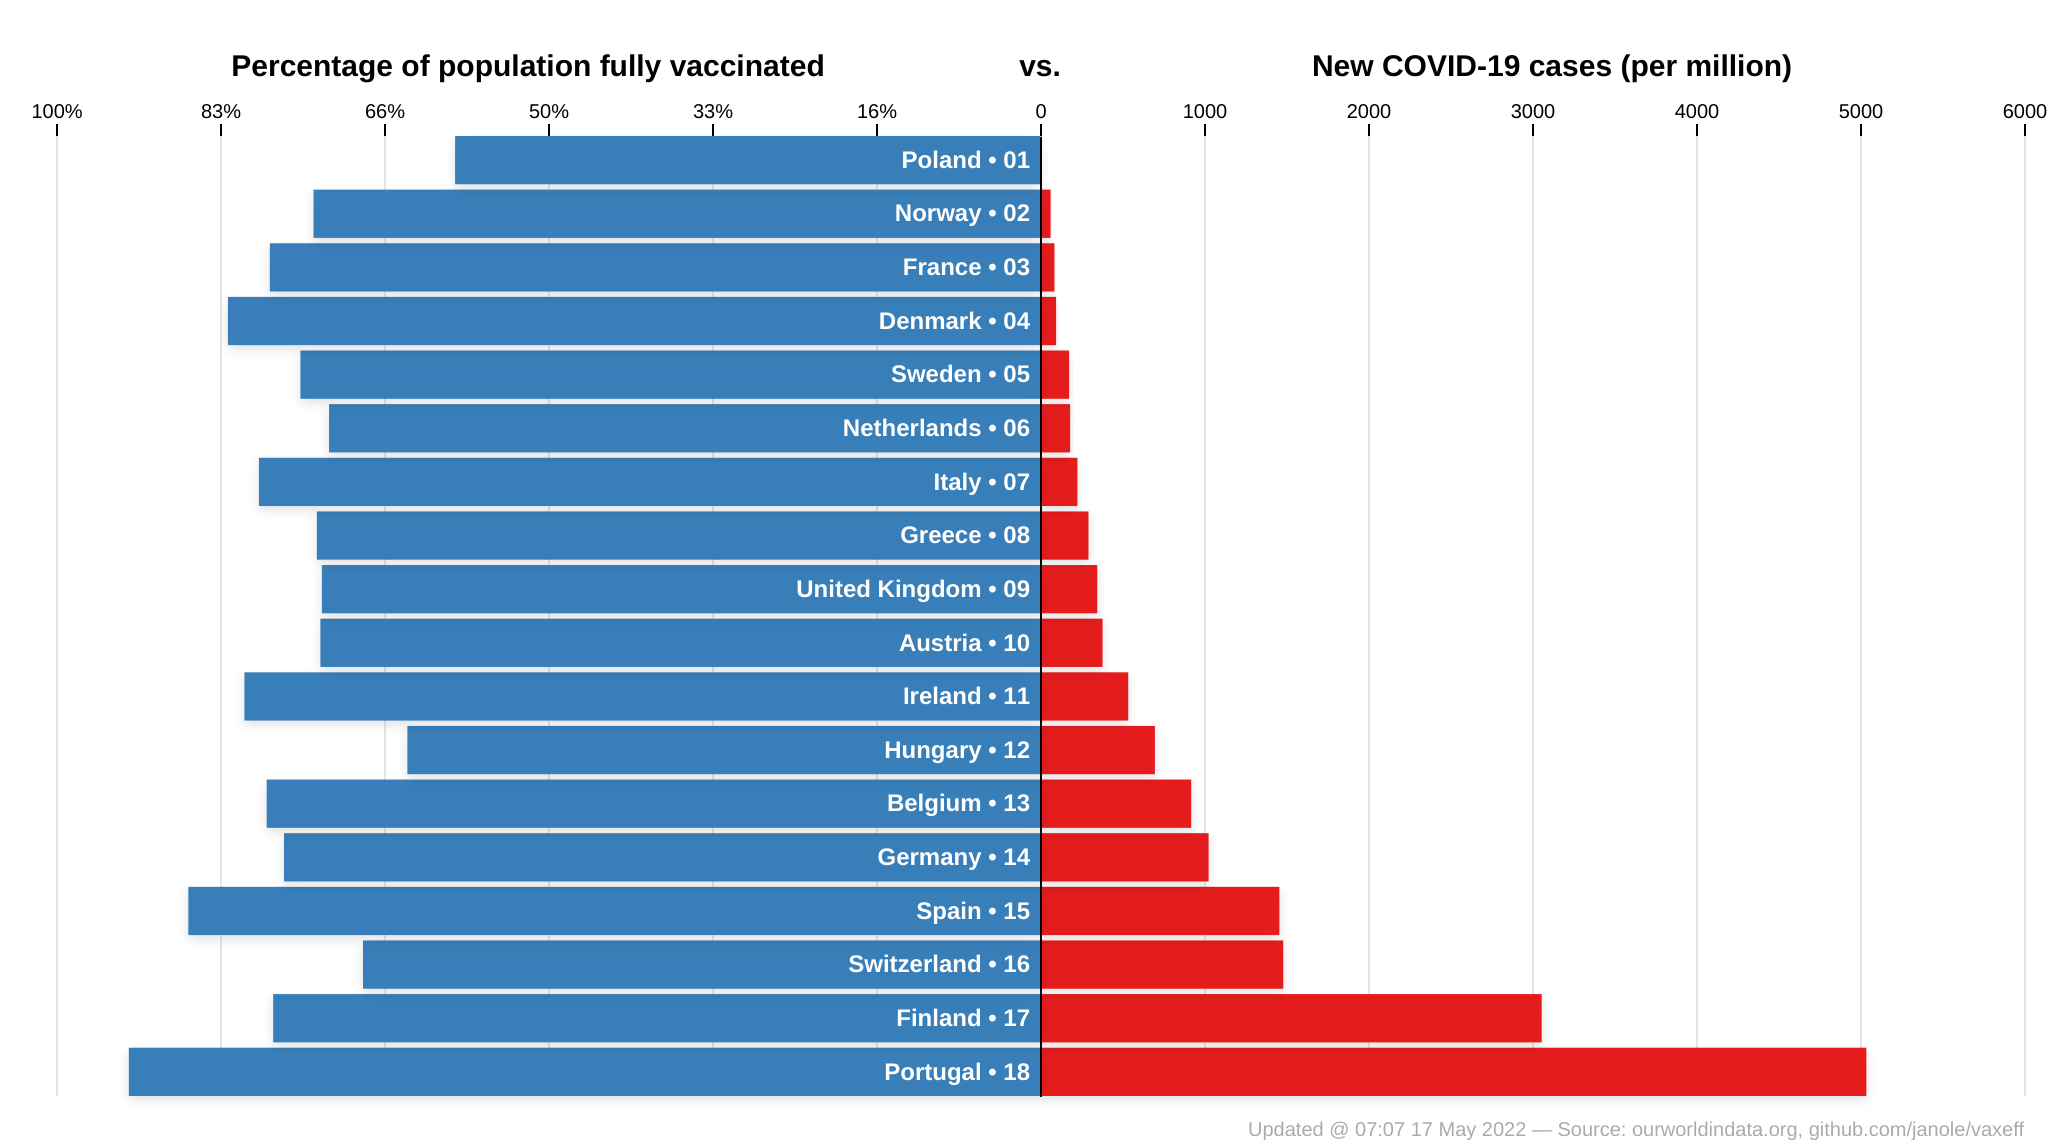 Percentage of population fully vaccinated vs. New COVID-19 cases (per million)
100% 83% 66% 50% 33% 16% 0 1000 2000 3000 4000 5000 6000
Poland • 01
Norway • 02
France • 03
Denmark • 04
Sweden • 05
Netherlands • 06
Italy • 07
Greece • 08
United Kingdom • 09
Austria • 10
Ireland • 11
Hungary • 12
Belgium • 13
Germany • 14
Spain • 15
Switzerland • 16
Finland • 17
Portugal • 18
Updated @ 07:07 17 May 2022 — Source: ourworldindata.org, github.com/janole/vaxeff